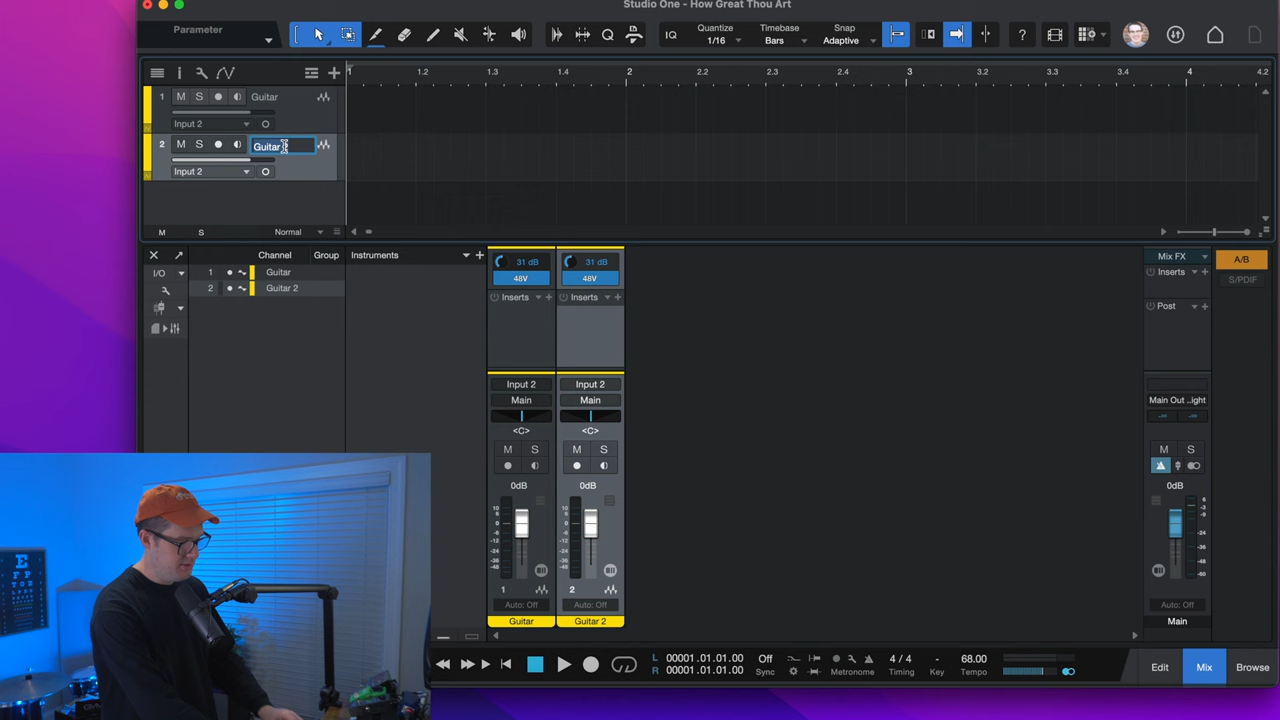 Studio One - How Great Thou Art
Parameter
IQ
Quantize
1/16
Timebase
Bars
Snap
Adaptive
?
i
1
1.2
1.3
1.4
2
2.2
2.3
2.4
3
3.2
3.3
3.4
4
4.2
1
M
S
Guitar
Input 2
2
M
S
Guitar
Input 2
M
S
Normal
Channel
Group
Instruments
I/O
1
Guitar
2
Guitar 2
31 dB
48V
Inserts
31 dB
48V
Inserts
Mix FX
Inserts
Post
A/B
S/PDIF
Input 2
Main
<C>
M
S
0dB
Input 2
Main
<C>
M
S
0dB
Main Out ..ight
M
S
0dB
1
Auto: Off
Guitar
2
Auto: Off
Guitar 2
Auto: Off
Main
L 00001.01.01.00
R 00001.01.01.00
Off
Sync
Metronome
4 / 4
Timing
-
Key
68.00
Tempo
Edit
Mix
Browse
E
F P
T O Z